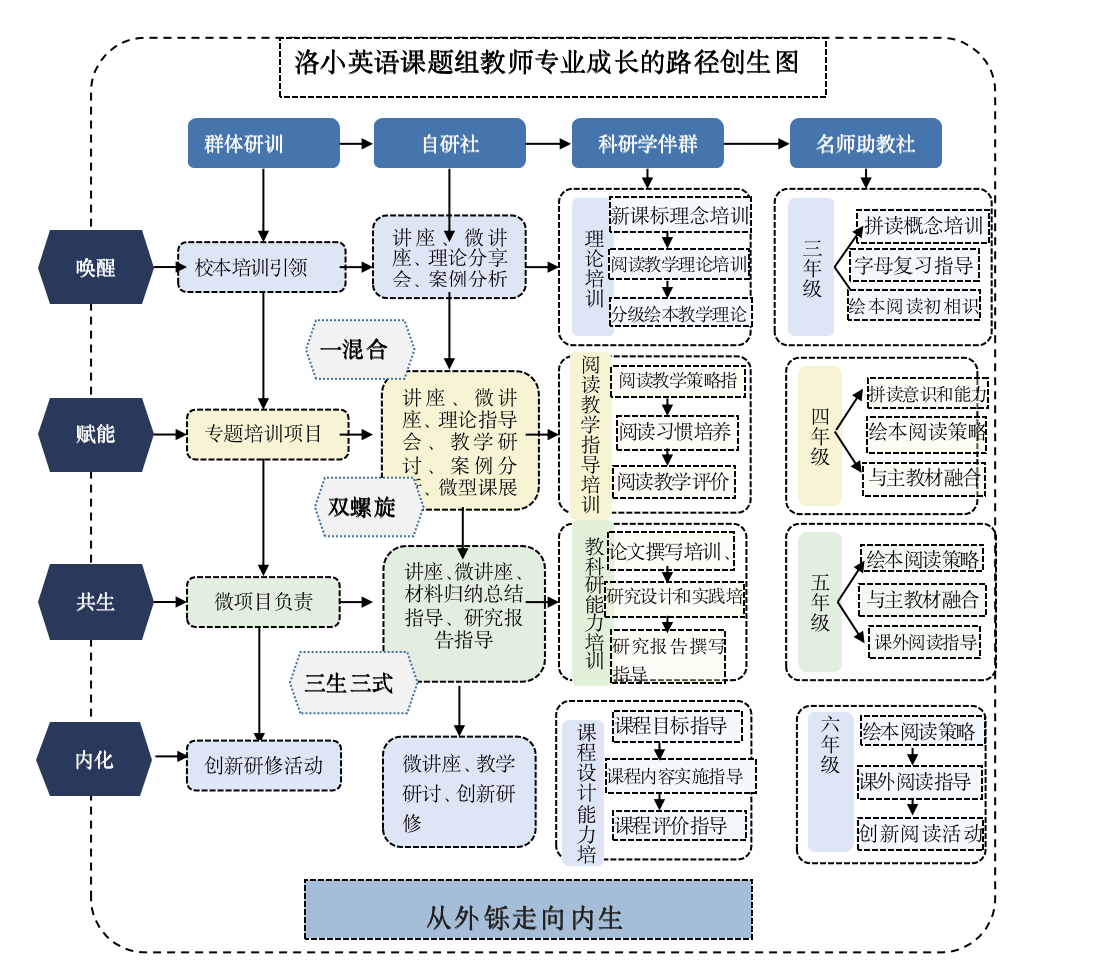 洛小英语课题组教师专业成长的路径创生图
群体研训
自研社
科研学伴群
名师助教社
唤醒
校本培训引领
讲座、微讲
座、理论分享
会、案例分析
理论培训
新课标理念培训
阅读教学理论培训
分级绘本教学理论
三年级
拼读概念培训
字母复习指导
绘本阅读初相识
一混合
赋能
专题培训项目
讲座、微讲
座、理论指导
会、教学研
讨、案例分
、微型课展
阅读教学指导培训
阅读教学策略指
阅读习惯培养
阅读教学评价
四年级
拼读意识和能力
绘本阅读策略
与主教材融合
双螺旋
共生
微项目负责
讲座、微讲座、
材料归纳总结
指导、研究报
告指导
教科研能力培训
论文撰写培训、
研究设计和实践培
研究报告撰写
指导
五年级
绘本阅读策略
与主教材融合
课外阅读指导
三生三式
内化
创新研修活动
微讲座、教学
研讨、创新研
修
课程设计能力培
课程目标指导
课程内容实施指导
课程评价指导
六年级
绘本阅读策略
课外阅读指导
创新阅读活动
从外铄走向内生